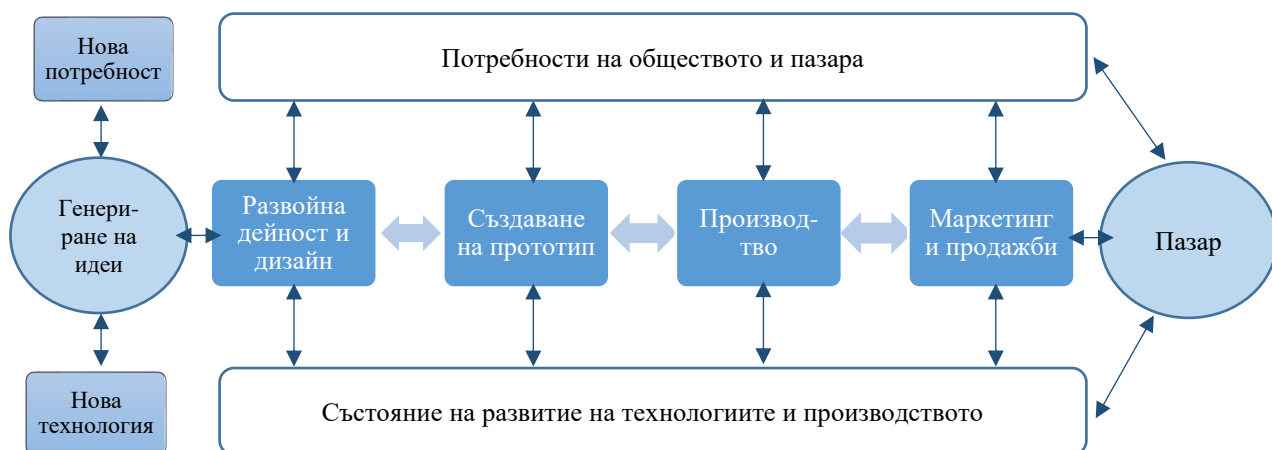 Нова
потребност
Потребности на обществото и пазара
Генери-
ране на
идеи
Развойна
дейност и
дизайн
Създаване
на прототип
Производ-
тво
Маркетинг
и продажби
Пазар
Нова
технология
Състояние на развитие на технологиите и производството